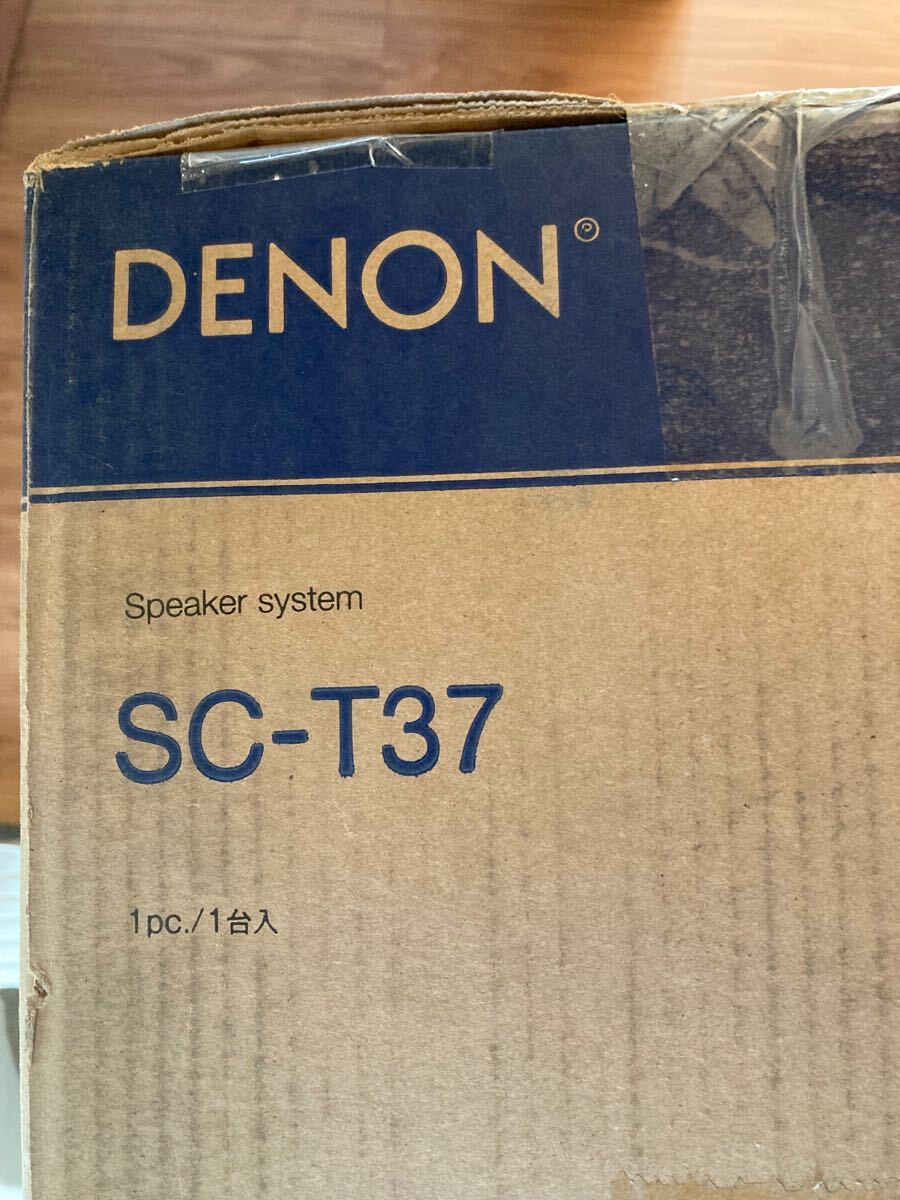 DENON®
Speaker system
SC-T37
1pc./1台入